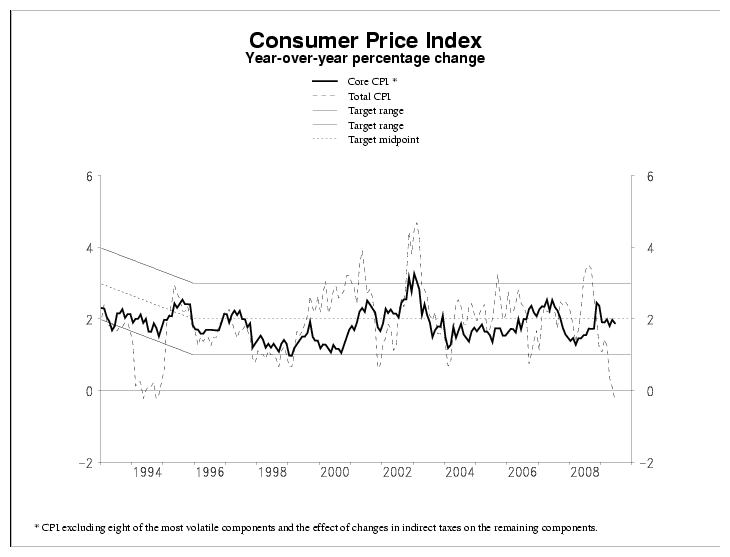 Consumer Price Index
Year-over-year percentage change
Core CPI *
Total CPI
Target range
Target range
Target midpoint
6 6
4 4
2 2
0 0
-2 -2
1994 1996 1998 2000 2002 2004 2006 2008
* CPI excluding eight of the most volatile components and the effect of changes in indirect taxes on the remaining components.